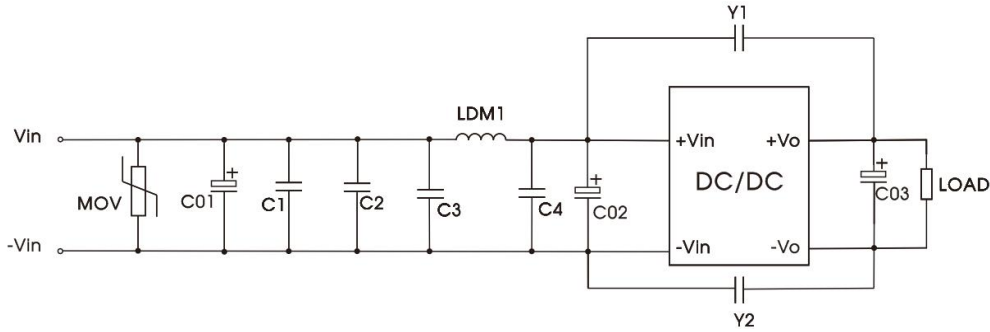 Y1
LDM1
Vin
+Vin
+Vo
+
+
+
MOV
C01
C1
C2
C3
C4
C02
DC/DC
C03
LOAD
-Vin
-Vin
-Vo
Y2